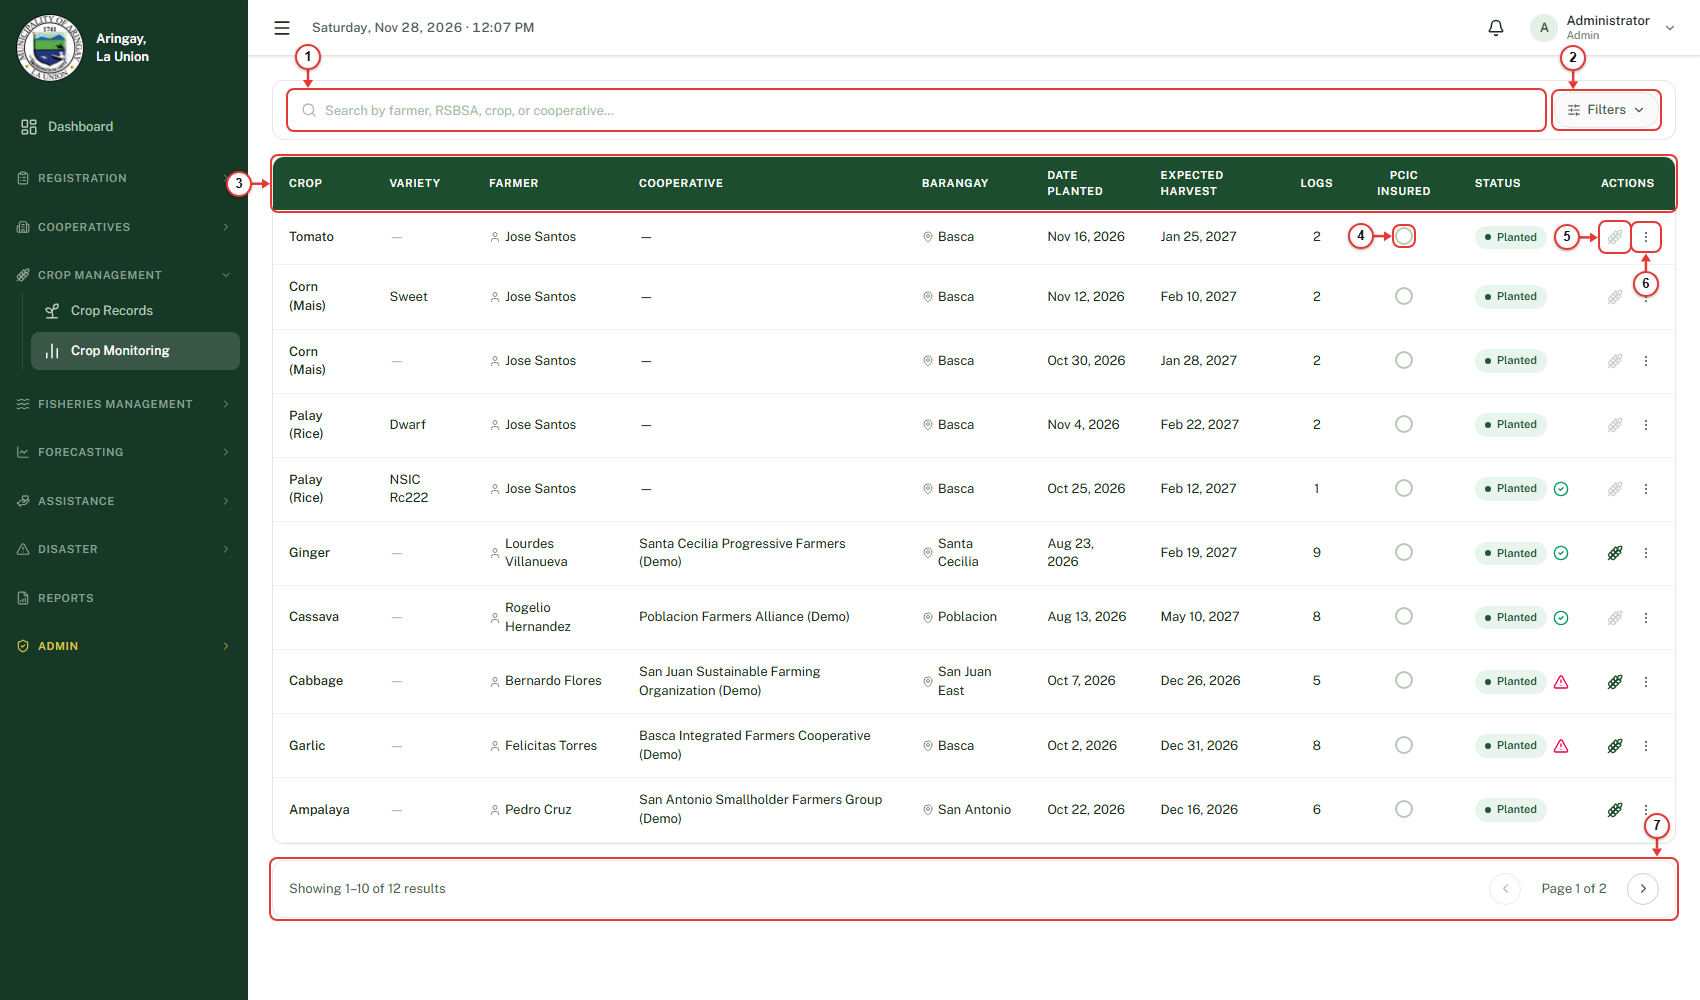 MUNICIPALITY OF ARINGAY
1741
LA UNION
Aringay,
La Union
Saturday, Nov 28, 2026 · 12:07 PM
A
Administrator
Admin
Dashboard
REGISTRATION
COOPERATIVES
CROP MANAGEMENT
Crop Records
Crop Monitoring
FISHERIES MANAGEMENT
FORECASTING
ASSISTANCE
DISASTER
REPORTS
ADMIN
1
2
Search by farmer, RSBSA, crop, or cooperative...
Filters
3
CROP VARIETY FARMER COOPERATIVE BARANGAY DATE PLANTED EXPECTED HARVEST LOGS PCIC INSURED STATUS ACTIONS
Tomato — Jose Santos — Basca Nov 16, 2026 Jan 25, 2027 2 4 Planted 5
6
Corn (Mais) Sweet Jose Santos — Basca Nov 12, 2026 Feb 10, 2027 2 Planted
Corn (Mais) — Jose Santos — Basca Oct 30, 2026 Jan 28, 2027 2 Planted
Palay (Rice) Dwarf Jose Santos — Basca Nov 4, 2026 Feb 22, 2027 2 Planted
Palay (Rice) NSIC Rc222 Jose Santos — Basca Oct 25, 2026 Feb 12, 2027 1 Planted
Ginger — Lourdes Villanueva Santa Cecilia Progressive Farmers (Demo) Santa Cecilia Aug 23, 2026 Feb 19, 2027 9 Planted
Cassava — Rogelio Hernandez Poblacion Farmers Alliance (Demo) Poblacion Aug 13, 2026 May 10, 2027 8 Planted
Cabbage — Bernardo Flores San Juan Sustainable Farming Organization (Demo) San Juan East Oct 7, 2026 Dec 26, 2026 5 Planted
Garlic — Felicitas Torres Basca Integrated Farmers Cooperative (Demo) Basca Oct 2, 2026 Dec 31, 2026 8 Planted
Ampalaya — Pedro Cruz San Antonio Smallholder Farmers Group (Demo) San Antonio Oct 22, 2026 Dec 16, 2026 6 Planted
7
Showing 1–10 of 12 results
Page 1 of 2